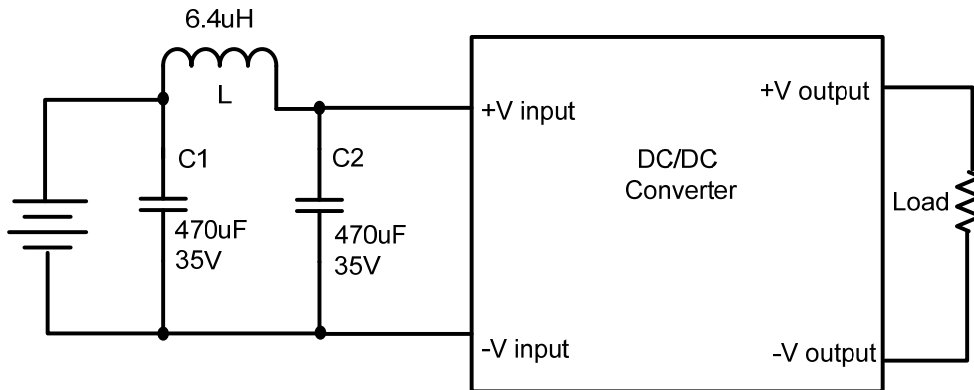 6.4uH
L
C1
470uF
35V
C2
470uF
35V
+V input
-V input
DC/DC
Converter
+V output
-V output
Load